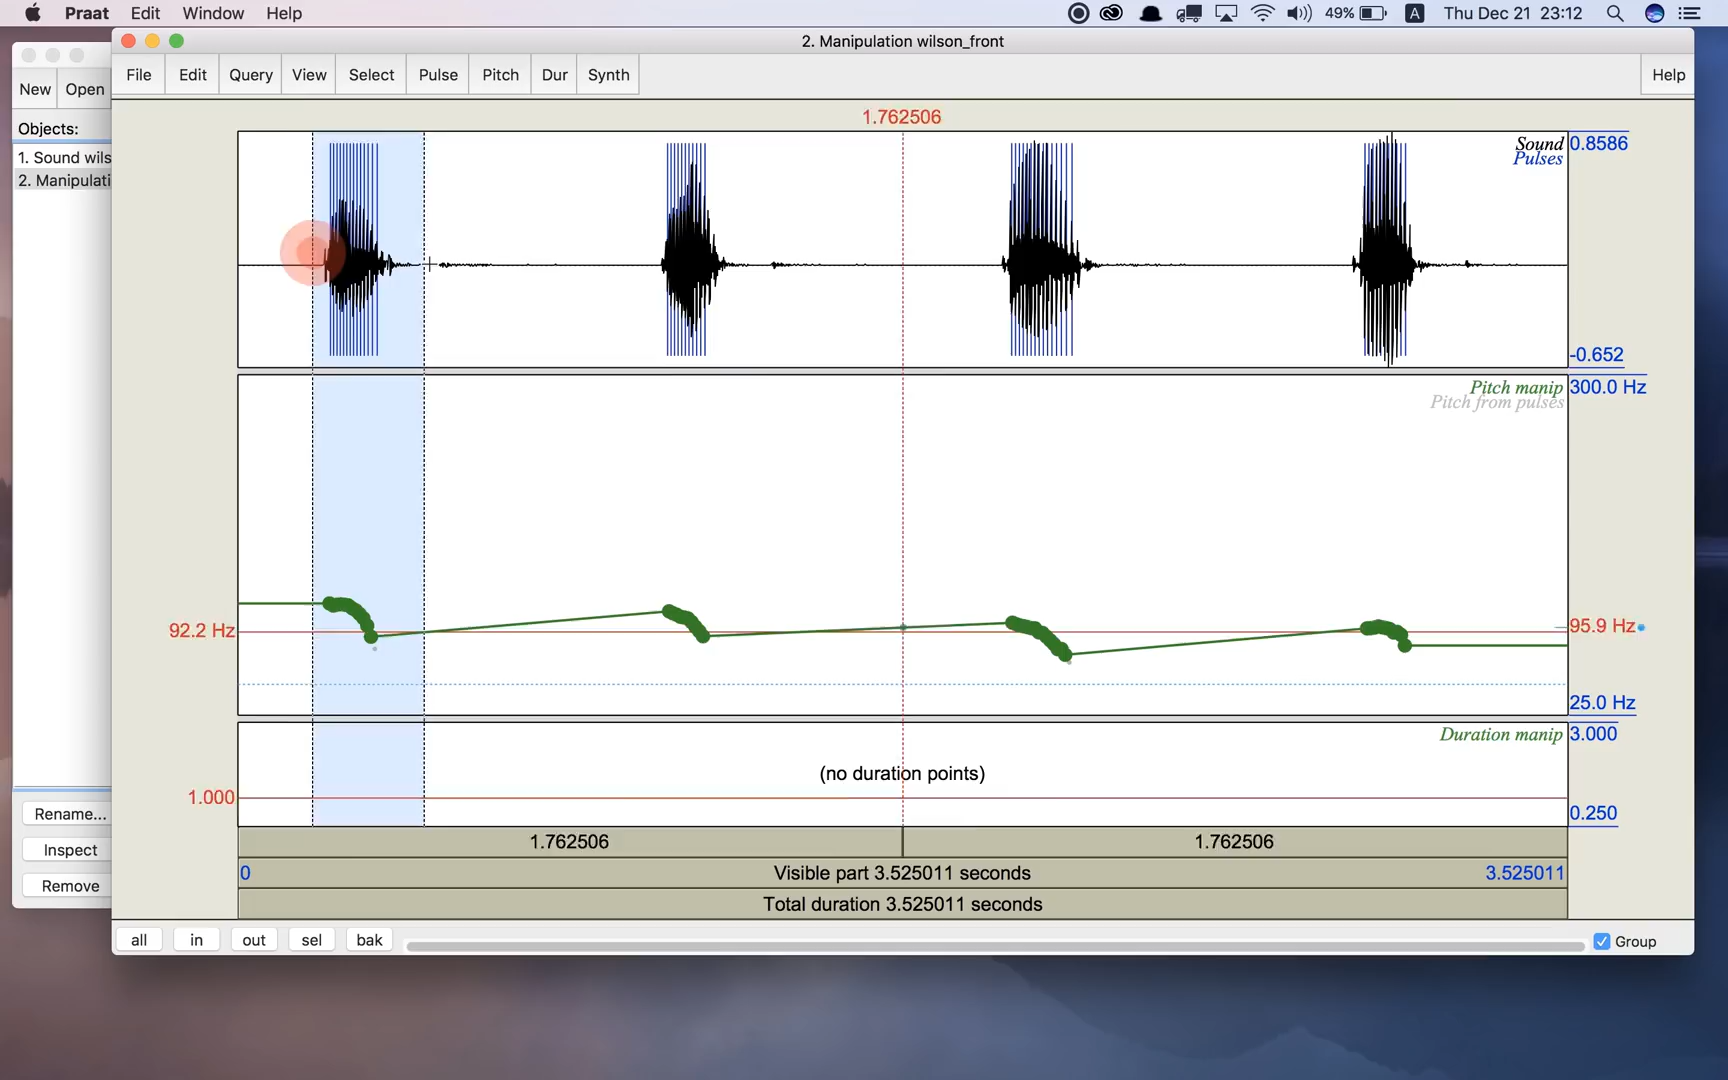 Praat Edit Window Help
49% A Thu Dec 21 23:12
2. Manipulation wilson_front
File Edit Query View Select Pulse Pitch Dur Synth Help
New Open
Objects:
1. Sound wils
2. Manipulati
1.762506
Sound
Pulses
0.8586
-0.652
Pitch manip
Pitch from pulses
300.0 Hz
92.2 Hz
95.9 Hz
25.0 Hz
Duration manip
3.000
(no duration points)
1.000
0.250
1.762506 1.762506
0 Visible part 3.525011 seconds 3.525011
Total duration 3.525011 seconds
Rename...
Inspect
Remove
all in out sel bak Group